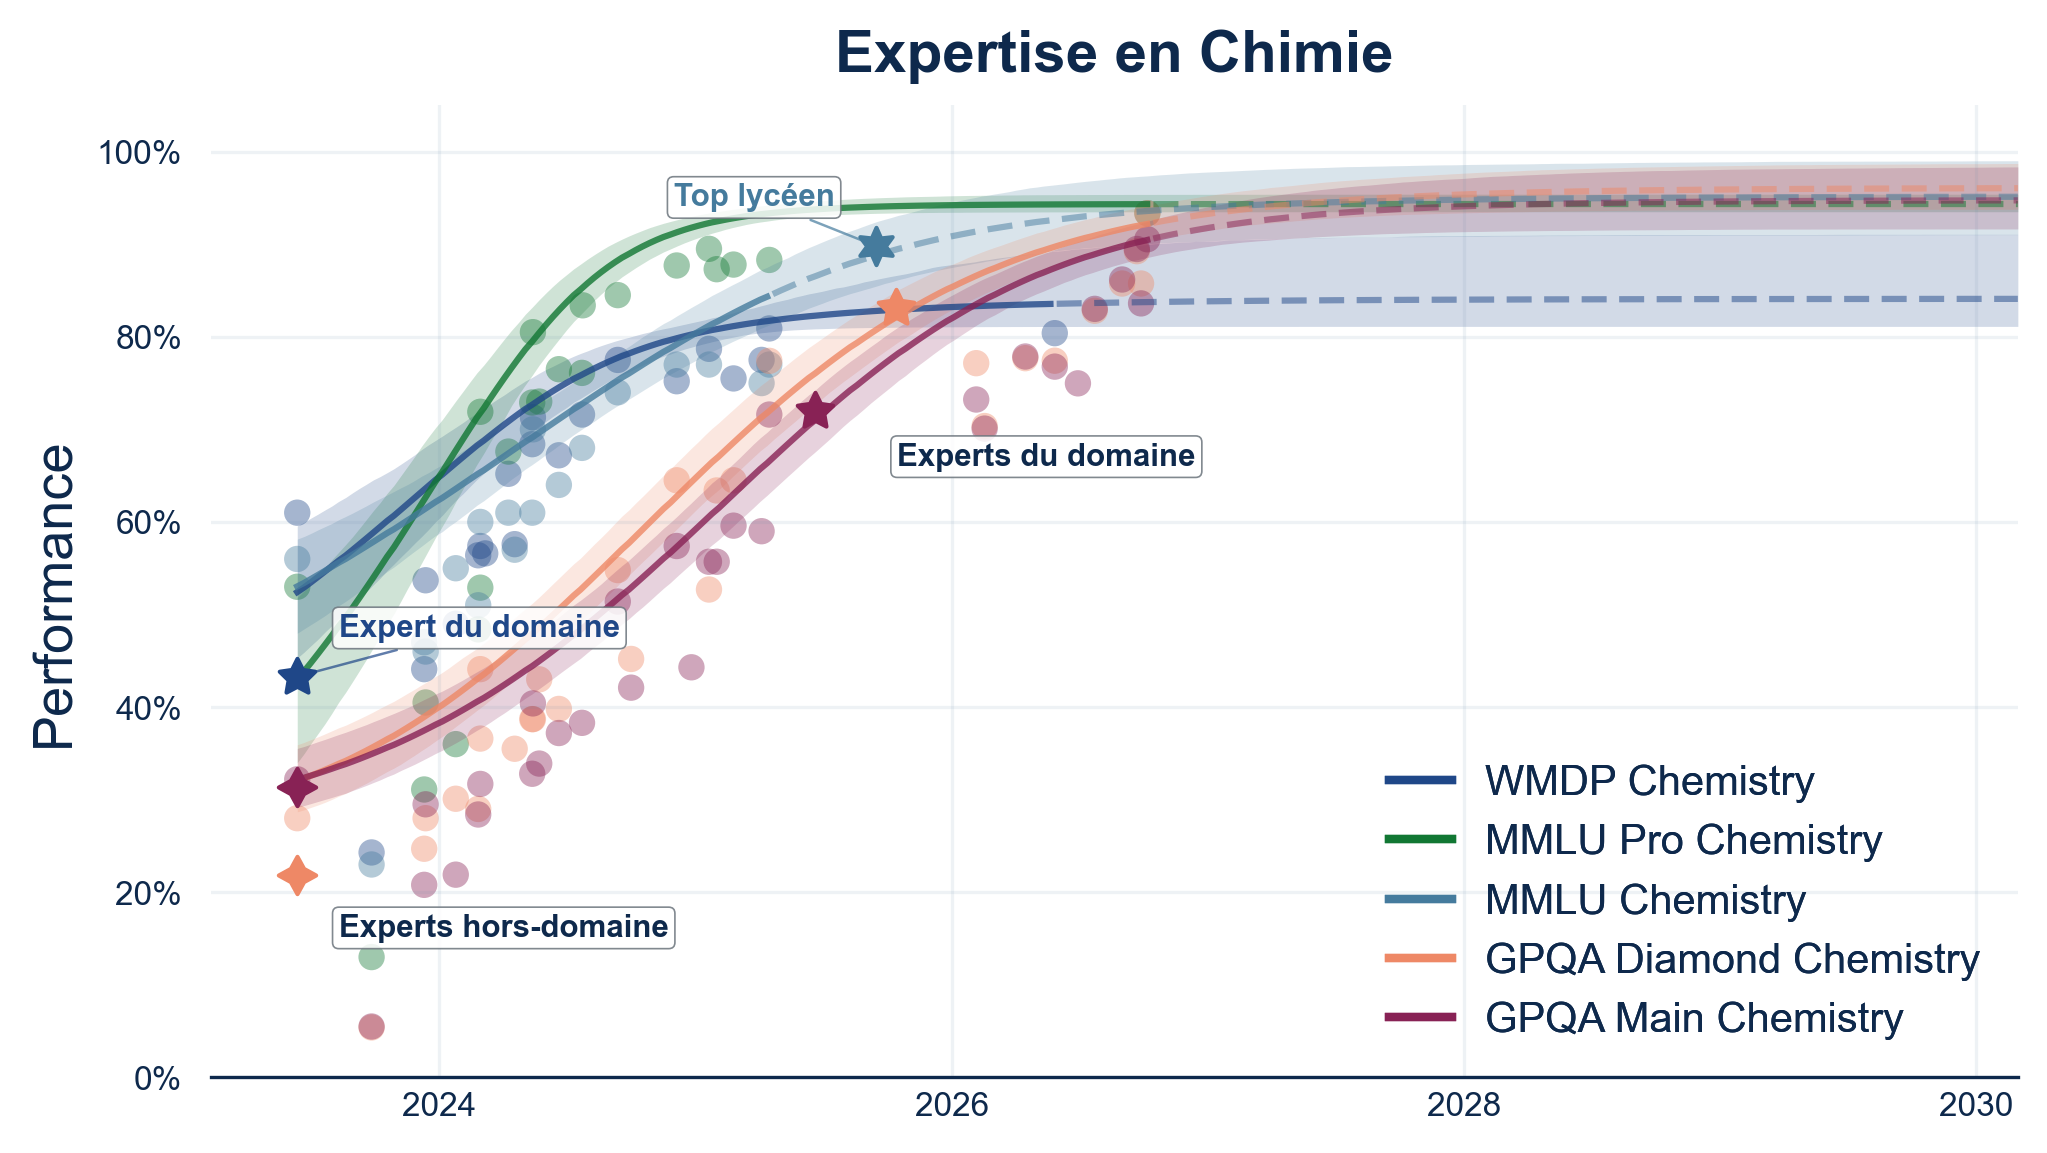 Expertise en Chimie
Performance
100%
80%
60%
40%
20%
0%
Top lycéen
Experts du domaine
Expert du domaine
Experts hors-domaine
WMDP Chemistry
MMLU Pro Chemistry
MMLU Chemistry
GPQA Diamond Chemistry
GPQA Main Chemistry
2024
2026
2028
2030